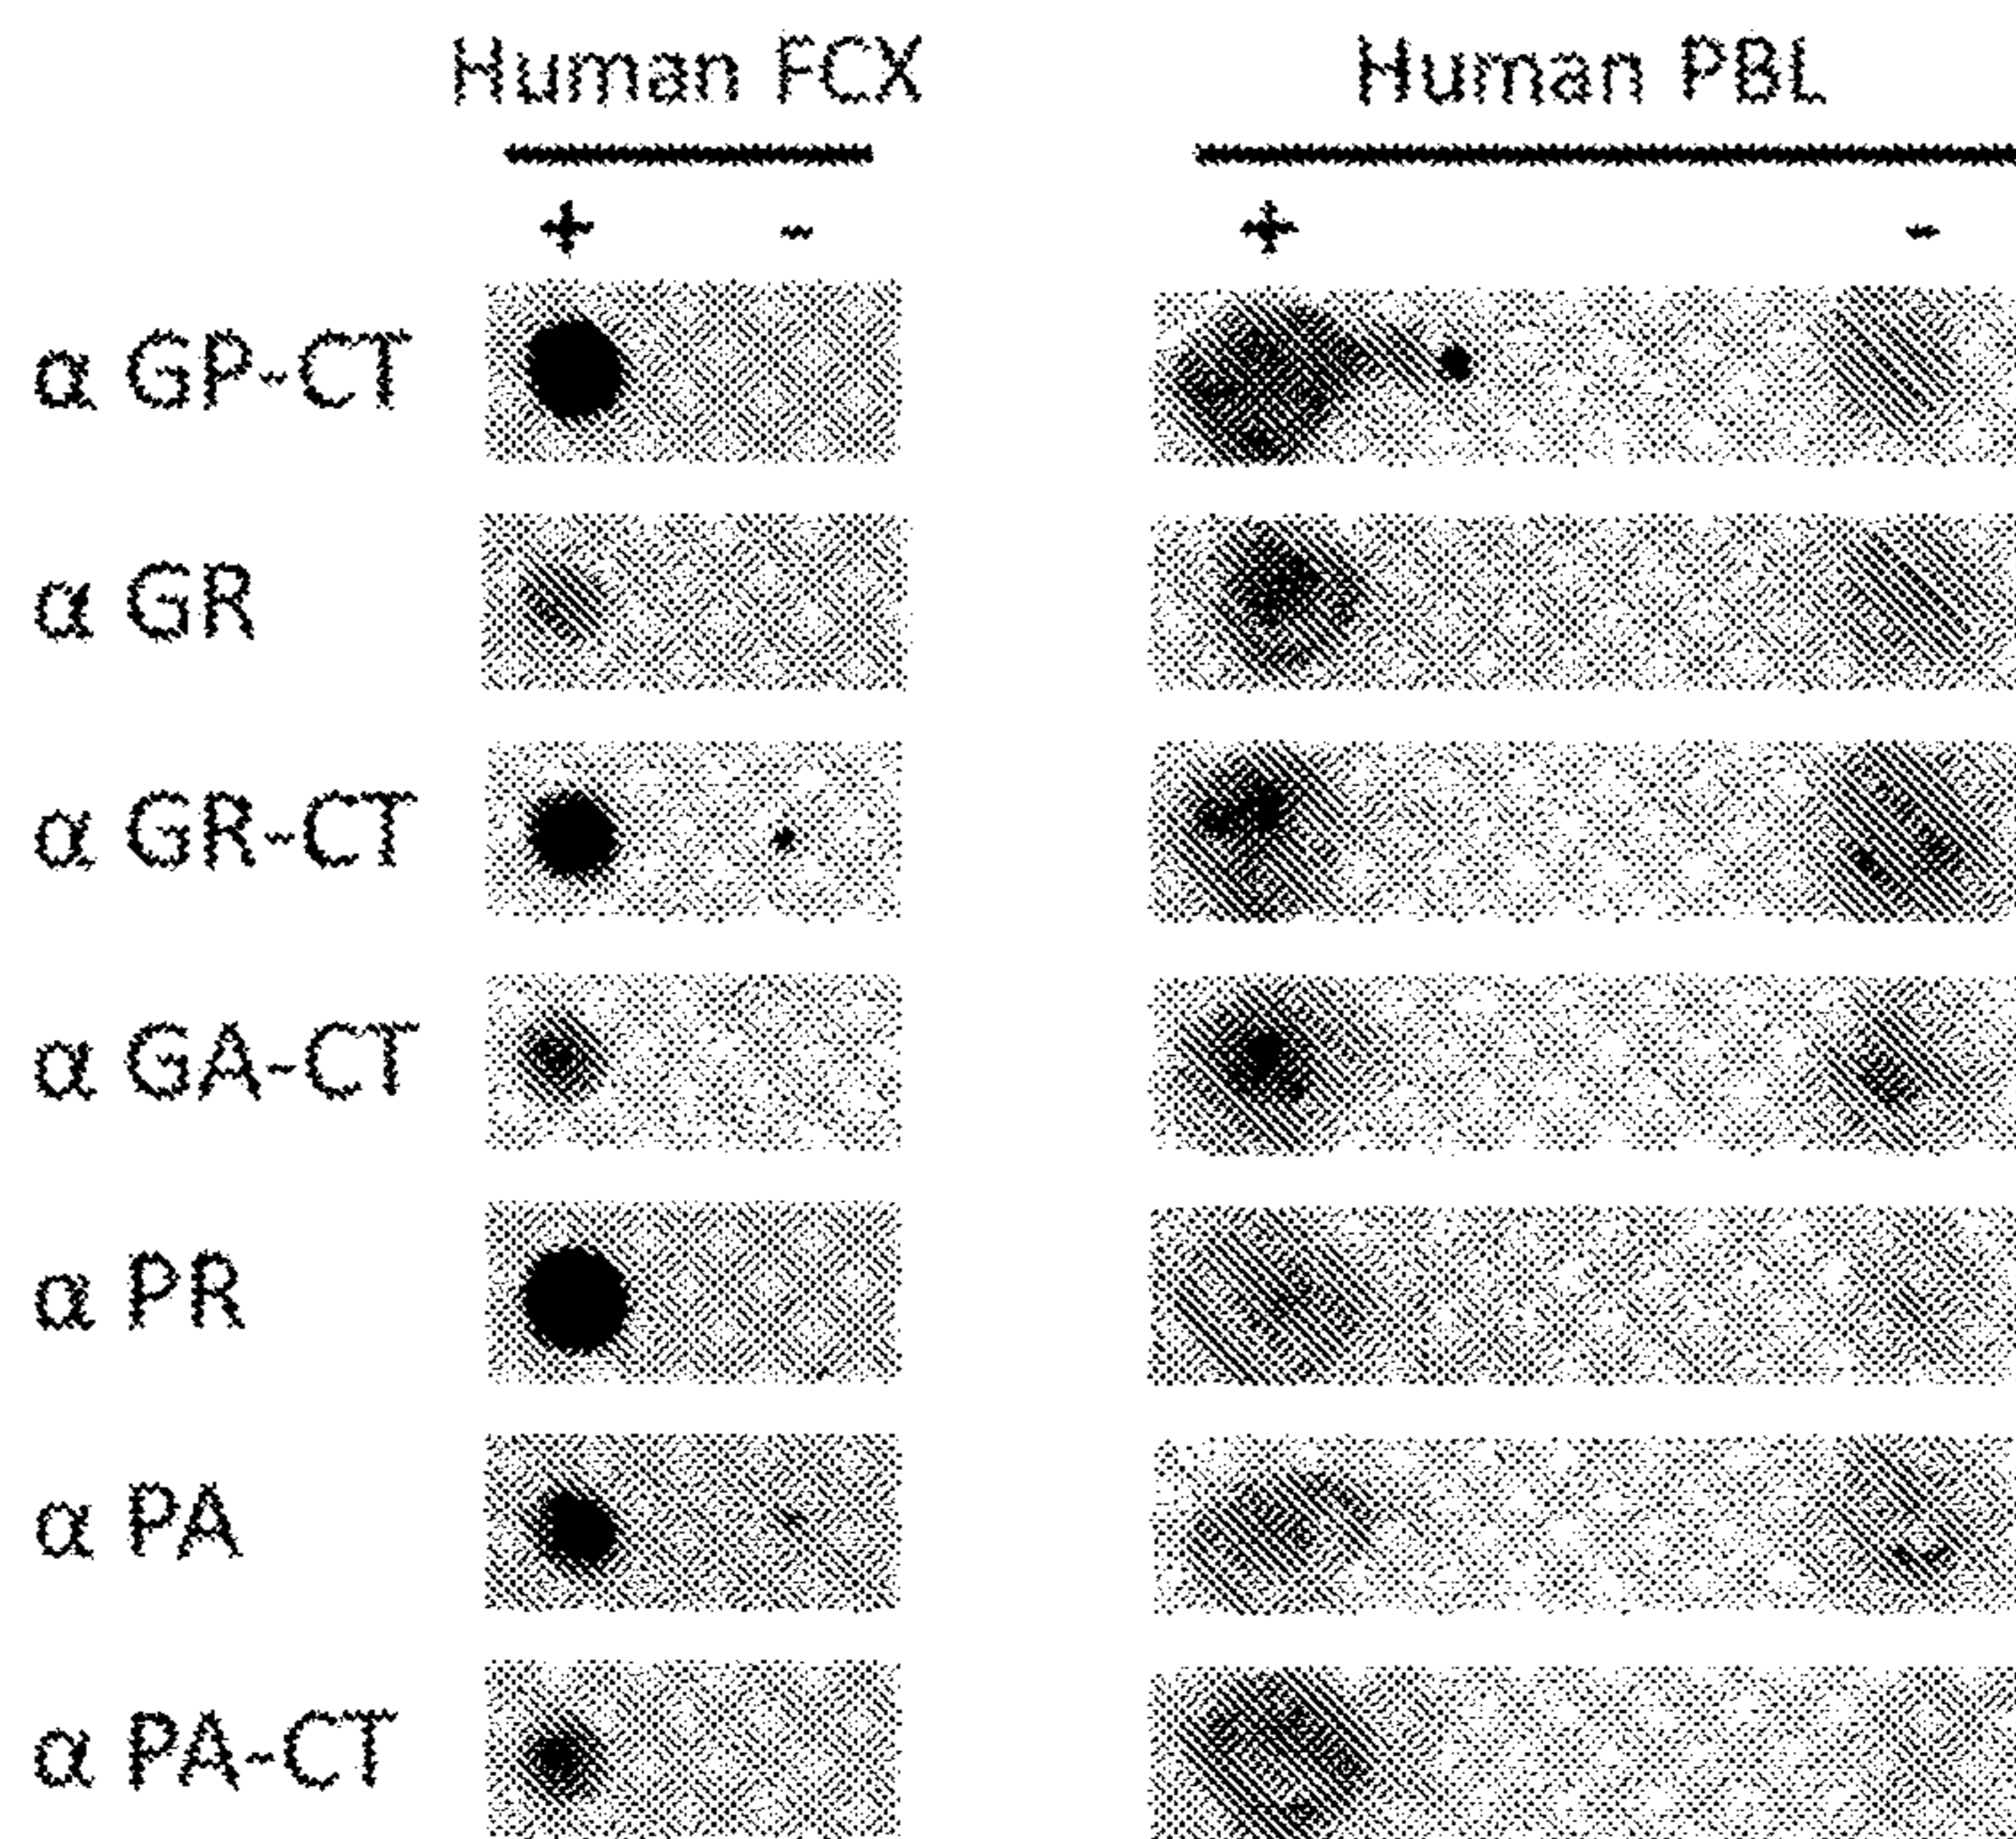 Human FCX Human PBL
+ - + -
α GP-CT
α GR
α GR-CT
α GA-CT
α PR
α PA
α PA-CT